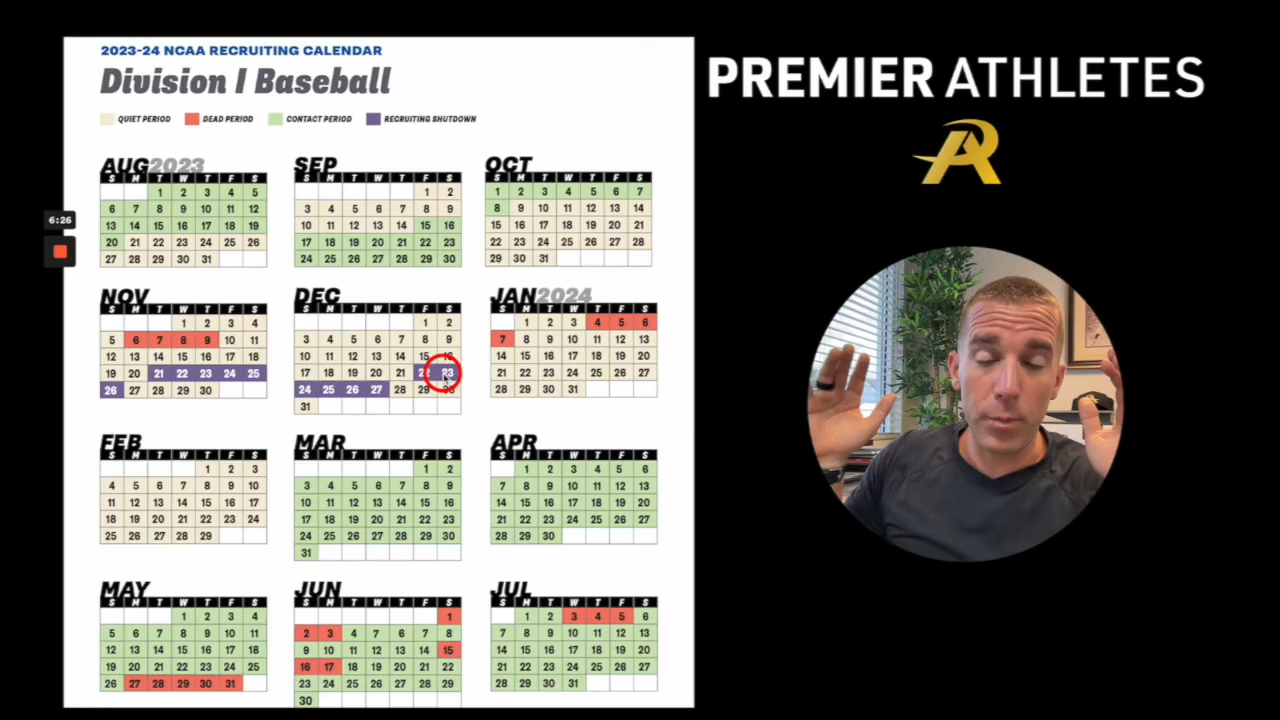 2023-24 NCAA RECRUITING CALENDAR
Division I Baseball
QUIET PERIOD DEAD PERIOD CONTACT PERIOD RECRUITING SHUTDOWN
PREMIER ATHLETES
6:26
AUG2023
S M T W T F S
1 2 3 4 5
6 7 8 9 10 11 12
13 14 15 16 17 18 19
20 21 22 23 24 25 26
27 28 29 30 31
SEP
S M T W T F S
1 2
3 4 5 6 7 8 9
10 11 12 13 14 15 16
17 18 19 20 21 22 23
24 25 26 27 28 29 30
OCT
S M T W T F S
1 2 3 4 5 6 7
8 9 10 11 12 13 14
15 16 17 18 19 20 21
22 23 24 25 26 27 28
29 30 31
NOV
S M T W T F S
1 2 3 4
5 6 7 8 9 10 11
12 13 14 15 16 17 18
19 20 21 22 23 24 25
26 27 28 29 30
DEC
S M T W T F S
1 2
3 4 5 6 7 8 9
10 11 12 13 14 15 16
17 18 19 20 21 22 23
24 25 26 27 28 29 30
31
JAN2024
S M T W T F S
1 2 3 4 5 6
7 8 9 10 11 12 13
14 15 16 17 18 19 20
21 22 23 24 25 26 27
28 29 30 31
FEB
S M T W T F S
1 2 3
4 5 6 7 8 9 10
11 12 13 14 15 16 17
18 19 20 21 22 23 24
25 26 27 28 29
MAR
S M T W T F S
1 2
3 4 5 6 7 8 9
10 11 12 13 14 15 16
17 18 19 20 21 22 23
24 25 26 27 28 29 30
31
APR
S M T W T F S
1 2 3 4 5 6
7 8 9 10 11 12 13
14 15 16 17 18 19 20
21 22 23 24 25 26 27
28 29 30
MAY
S M T W T F S
1 2 3 4
5 6 7 8 9 10 11
12 13 14 15 16 17 18
19 20 21 22 23 24 25
26 27 28 29 30 31
JUN
S M T W T F S
1
2 3 4 5 6 7 8
9 10 11 12 13 14 15
16 17 18 19 20 21 22
23 24 25 26 27 28 29
30
JUL
S M T W T F S
1 2 3 4 5 6
7 8 9 10 11 12 13
14 15 16 17 18 19 20
21 22 23 24 25 26 27
28 29 30 31